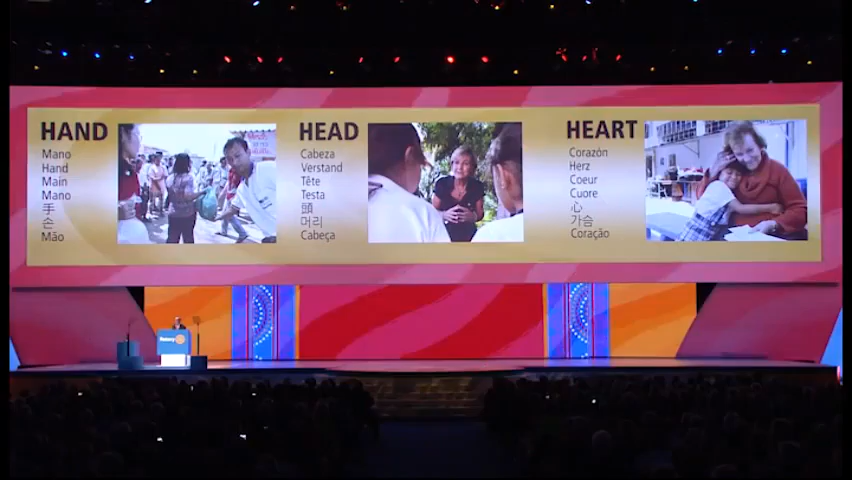 HAND
Mano
Hand
Main
Mano
手
손
Mão
HEAD
Cabeza
Verstand
Tête
Testa
頭
머리
Cabeça
HEART
Corazón
Herz
Coeur
Cuore
心
가슴
Coração
Rotary